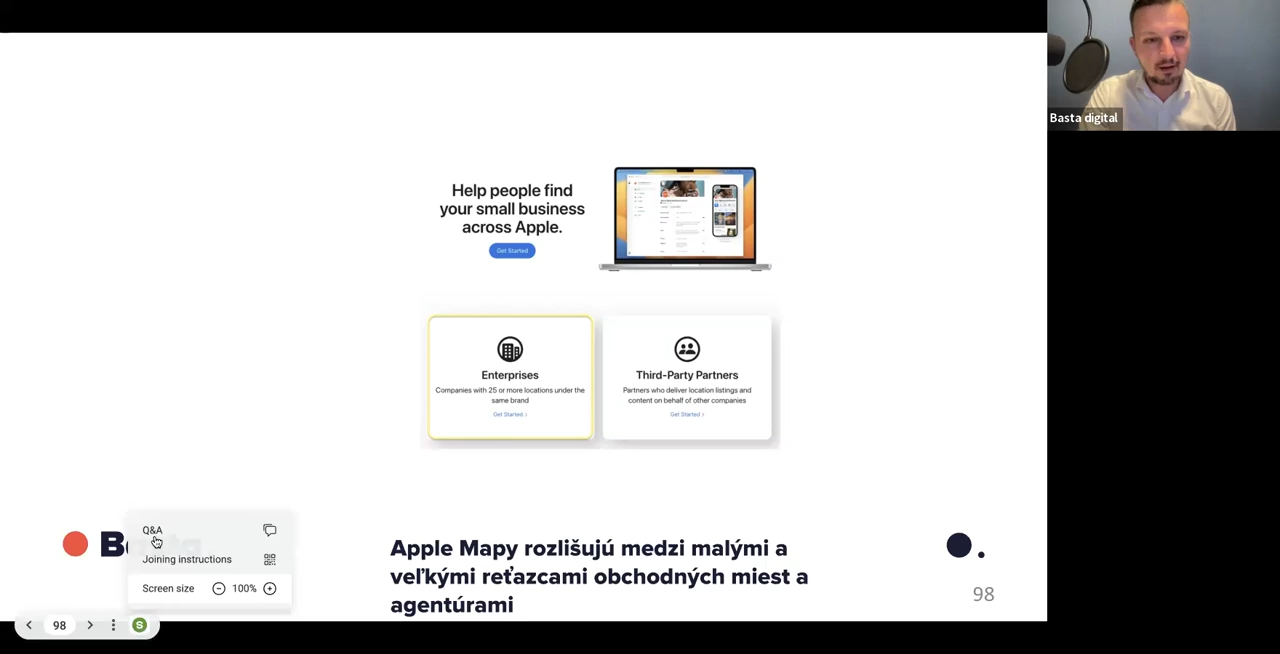 Basta digital
Help people find
your small business
across Apple.
Get Started
Enterprises
Companies with 25 or more locations under the
same brand
Get Started ›
Third-Party Partners
Partners who deliver location listings and
content on behalf of other companies
Get Started ›
Q&A
Joining instructions
Screen size
100%
Apple Mapy rozlišujú medzi malými a
veľkými reťazcami obchodných miest a
agentúrami
98
98
S